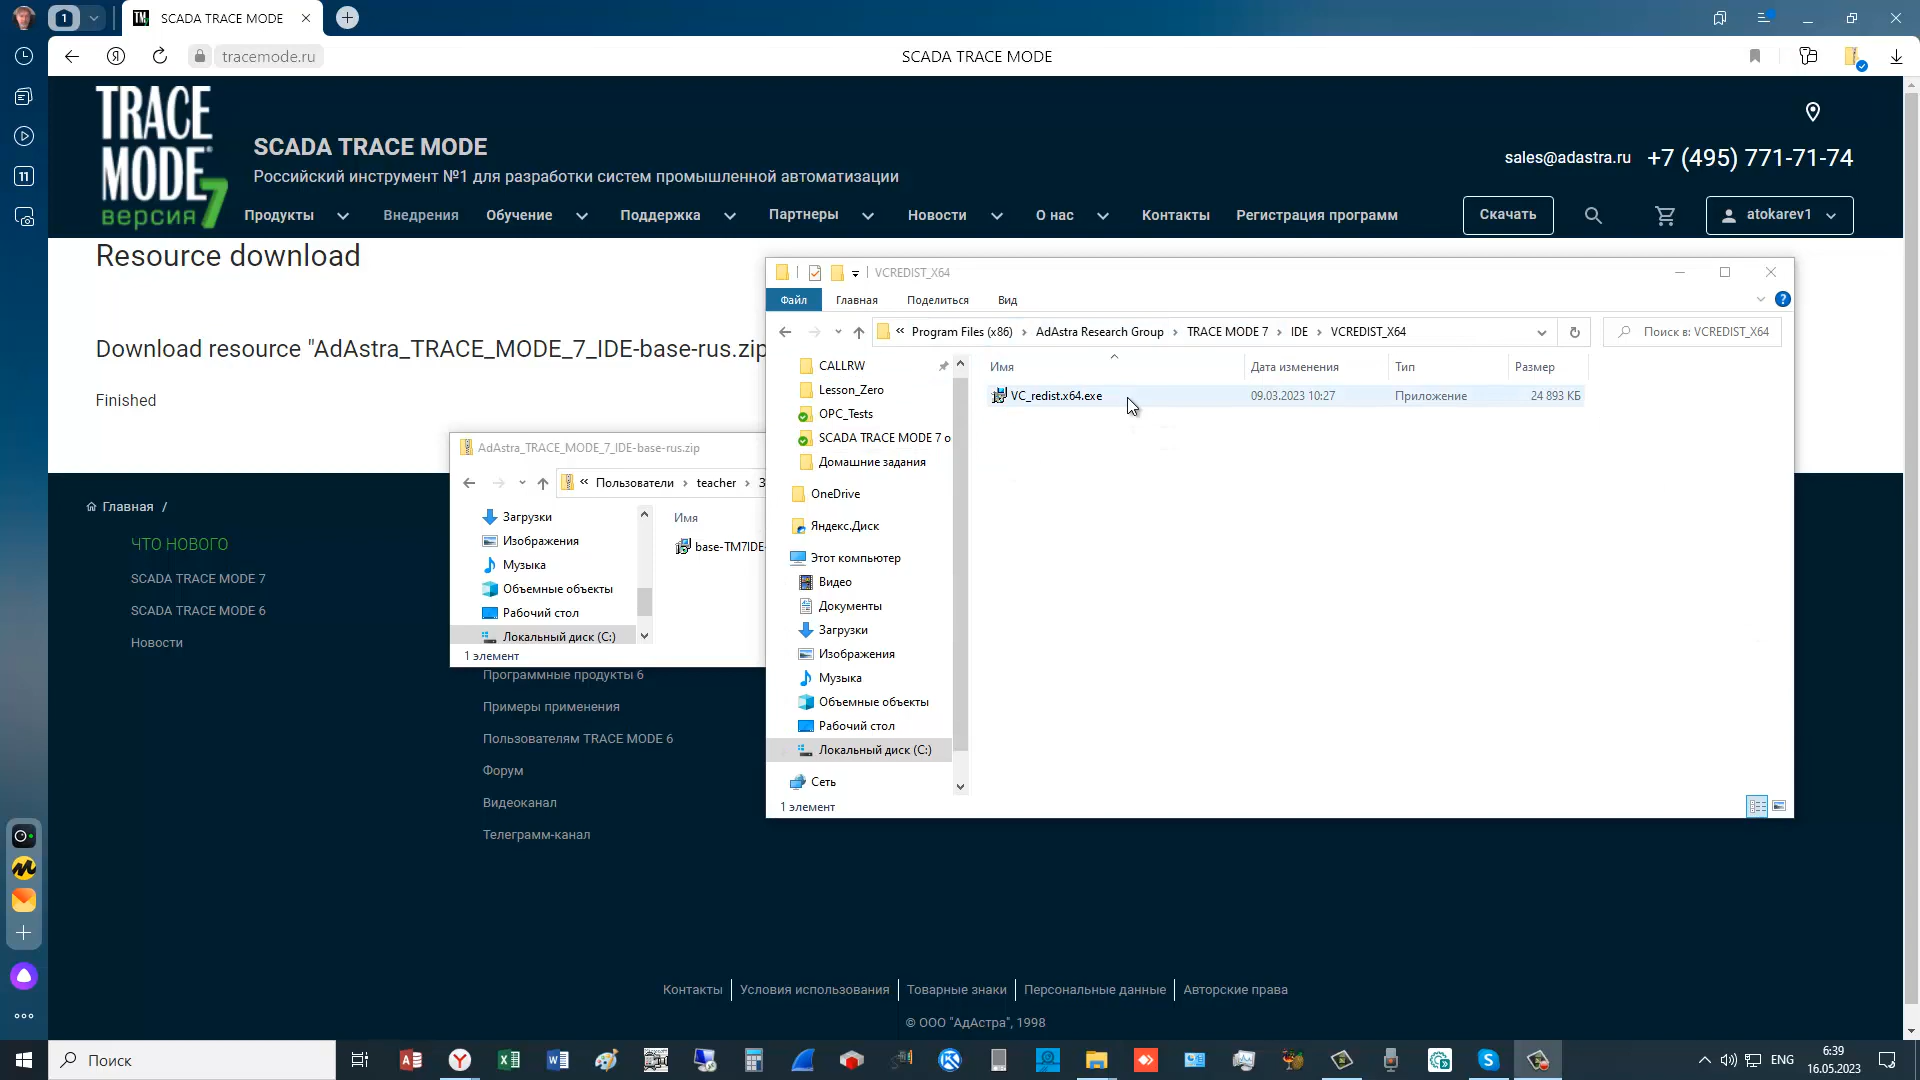 1
SCADA TRACE MODE
tracemode.ru
SCADA TRACE MODE
11
TRACE
MODE
версия 7
SCADA TRACE MODE
Российский инструмент №1 для разработки систем промышленной автоматизации
sales@adastra.ru +7 (495) 771-71-74
Продукты Внедрения Обучение Поддержка Партнеры Новости О нас Контакты Регистрация программ Скачать atokarev1
Resource download
Download resource "AdAstra_TRACE_MODE_7_IDE-base-rus.zip
Finished
AdAstra_TRACE_MODE_7_IDE-base-rus.zip
« Пользователи › teacher ›
Имя
Загрузки
Изображения
Музыка
Объемные объекты
Рабочий стол
Локальный диск (C:)
base-TM7IDE-
1 элемент
VCREDIST_X64
Файл Главная Поделиться Вид
« Program Files (x86) › AdAstra Research Group › TRACE MODE 7 › IDE › VCREDIST_X64
Поиск в: VCREDIST_X64
Имя Дата изменения Тип Размер
VC_redist.x64.exe 09.03.2023 10:27 Приложение 24 893 КБ
CALLRW
Lesson_Zero
OPC_Tests
SCADA TRACE MODE 7 о
Домашние задания
OneDrive
Яндекс.Диск
Этот компьютер
Видео
Документы
Загрузки
Изображения
Музыка
Объемные объекты
Рабочий стол
Локальный диск (C:)
Сеть
1 элемент
Главная /
ЧТО НОВОГО
SCADA TRACE MODE 7
SCADA TRACE MODE 6
Новости
Программные продукты 6
Примеры применения
Пользователям TRACE MODE 6
Форум
Видеоканал
Телеграмм-канал
Контакты Условия использования Товарные знаки Персональные данные Авторские права
© ООО "АдАстра", 1998
Поиск
ENG
6:39
16.05.2023